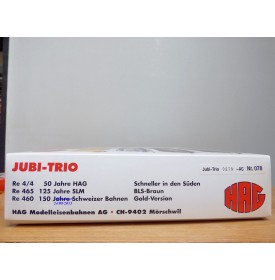 JUBI-TRIO
Jubi-Trio DIGITAL -AC Nr. 078
Re 4/4 50 Jahre HAG Schneller in den Süden
Re 465 125 Jahre SLM BLS-Braun
Re 460 150 Jahre Schweizer Bahnen Gold-Version
HAG Modelleisenbahnen AG · CH-9402 Mörschwil
HAG